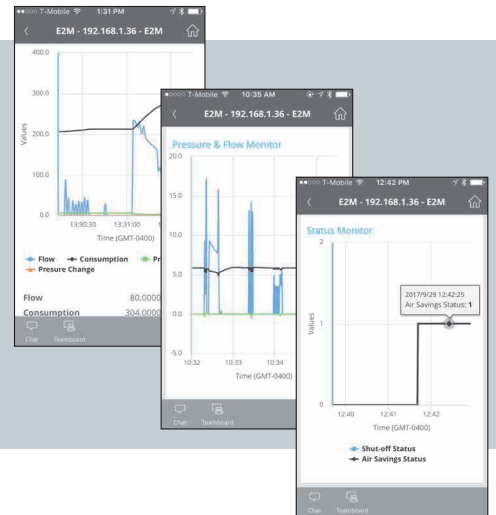 T-Mobile 1:31 PM
E2M - 192.168.1.36 - E2M
400.0
300.0
200.0
100.0
0.0
Values
13:30:30 13:31:00
Time (GMT-0400)
Flow Consumption
Presure Change
Flow 80.0000
Consumption 304.0000
Chat Teamboard
T-Mobile 10:35 AM
E2M - 192.168.1.36 - E2M
Pressure & Flow Monitor
20.0
15.0
10.0
5.0
0.0
-5.0
10:32 10:33 10:34
Time (GMT-0400)
Chat Teamboard
T-Mobile 12:42 PM
E2M - 192.168.1.36 - E2M
Status Monitor
2
1
0
Values
2017/9/29 12:42:25
Air Savings Status: 1
12:40 12:41 12:42
Time (GMT-0400)
Shut-off Status
Air Savings Status
Chat Teamboard